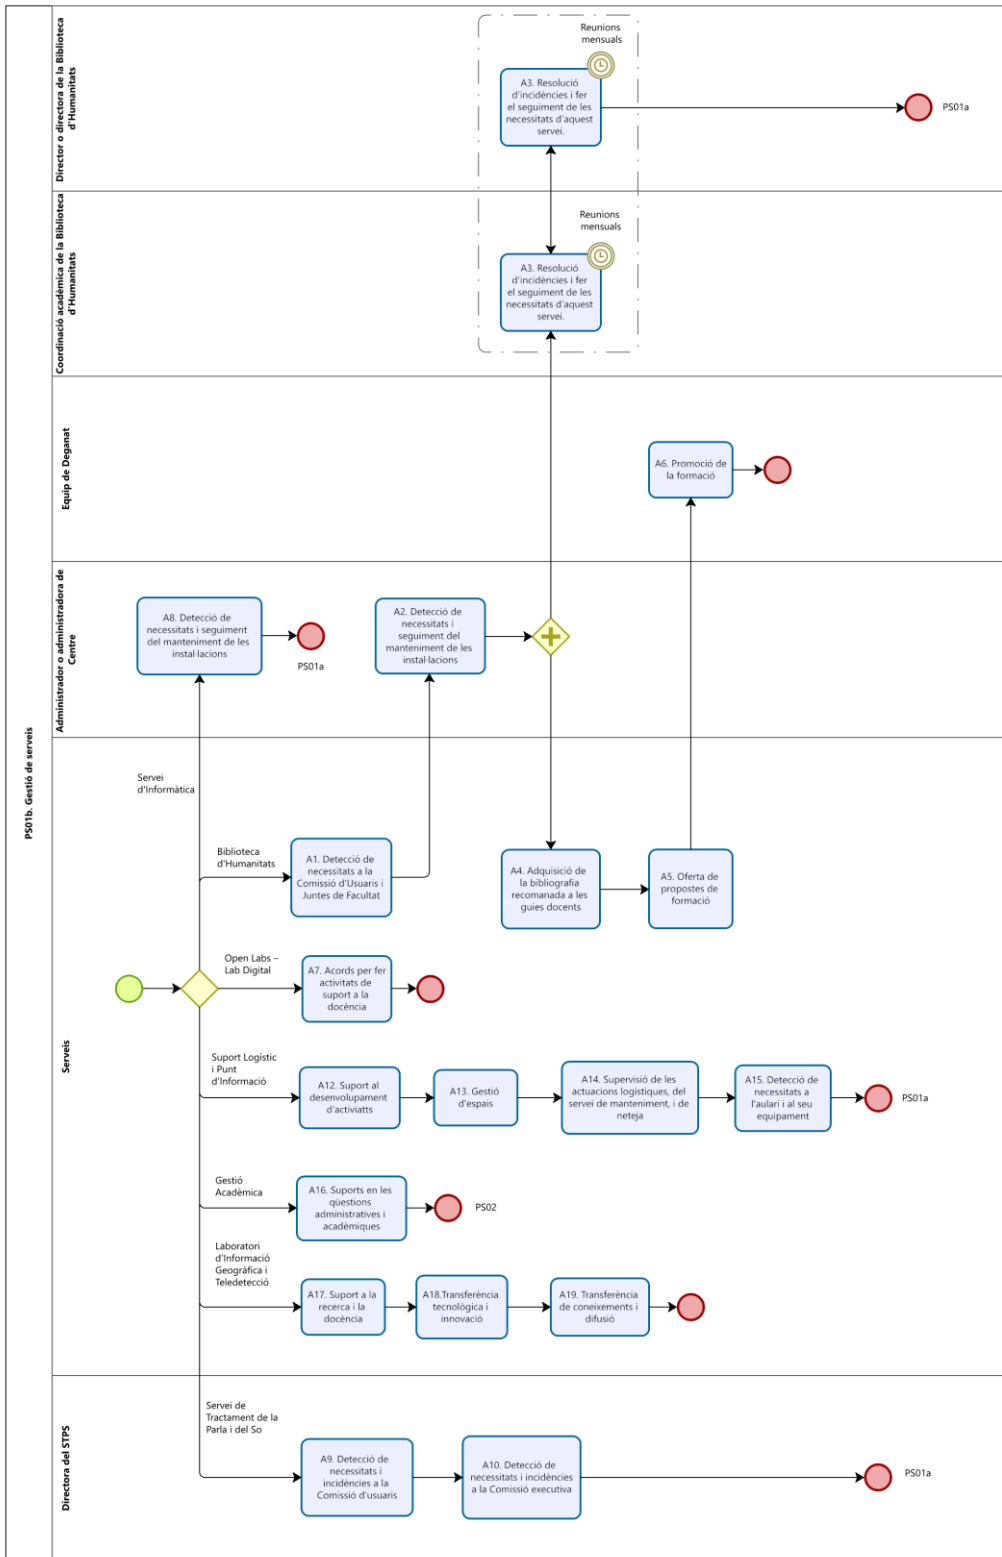 PS01b. Gestió de serveis
Director o directora de la Biblioteca
d'Humanitats
Reunions
mensuals
A3. Resolució
d'incidències i fer
el seguiment de les
necessitats d'aquest
servei.
PS01a
Coordinació acadèmica de la Biblioteca
d'Humanitats
Reunions
mensuals
A3. Resolució
d'incidències i fer el
seguiment de les
necessitats d'aquest
servei.
Equip de Deganat
A6. Promoció de
la formació
Administrador o administradora de
Centre
A8. Detecció de
necessitats i seguiment
del manteniment de les
instal·lacions
PS01a
A2. Detecció de
necessitats i
seguiment del
manteniment de les
instal·lacions
Serveis
Servei
d'Informàtica
Biblioteca
d'Humanitats
A1. Detecció de
necessitats a la
Comissió d'Usuaris i
Juntes de Facultat
A4. Adquisició de
la bibliografia
recomanada a les
guies docents
A5. Oferta de
propostes de
formació
Open Labs –
Lab Digital
A7. Acords per fer
activitats de
suport a la
docència
Suport Logístic
i Punt
d'Informació
A12. Suport al
desenvolupament
d'activiatts
A13. Gestió
d'espais
A14. Supervisió de les
actuacions logístiques, del
servei de manteniment, i de
neteja
A15. Detecció de
necessitats a
l'aulari i al seu
equipament
PS01a
Gestió
Acadèmica
A16. Suports en les
qüestions
administratives i
acadèmiques
PS02
Laboratori
d'Informació
Geogràfica i
Teledetecció
A17. Suport a la
recerca i la
docència
A18.Transferència
tecnològica i
innovació
A19. Transferència
de coneixements i
difusió
Directora del STPS
Servei de
Tractament de la
Parla i del So
A9. Detecció de
necessitats i
incidències a la
Comissió d'usuaris
A10. Detecció de
necessitats i incidències
a la Comissió executiva
PS01a